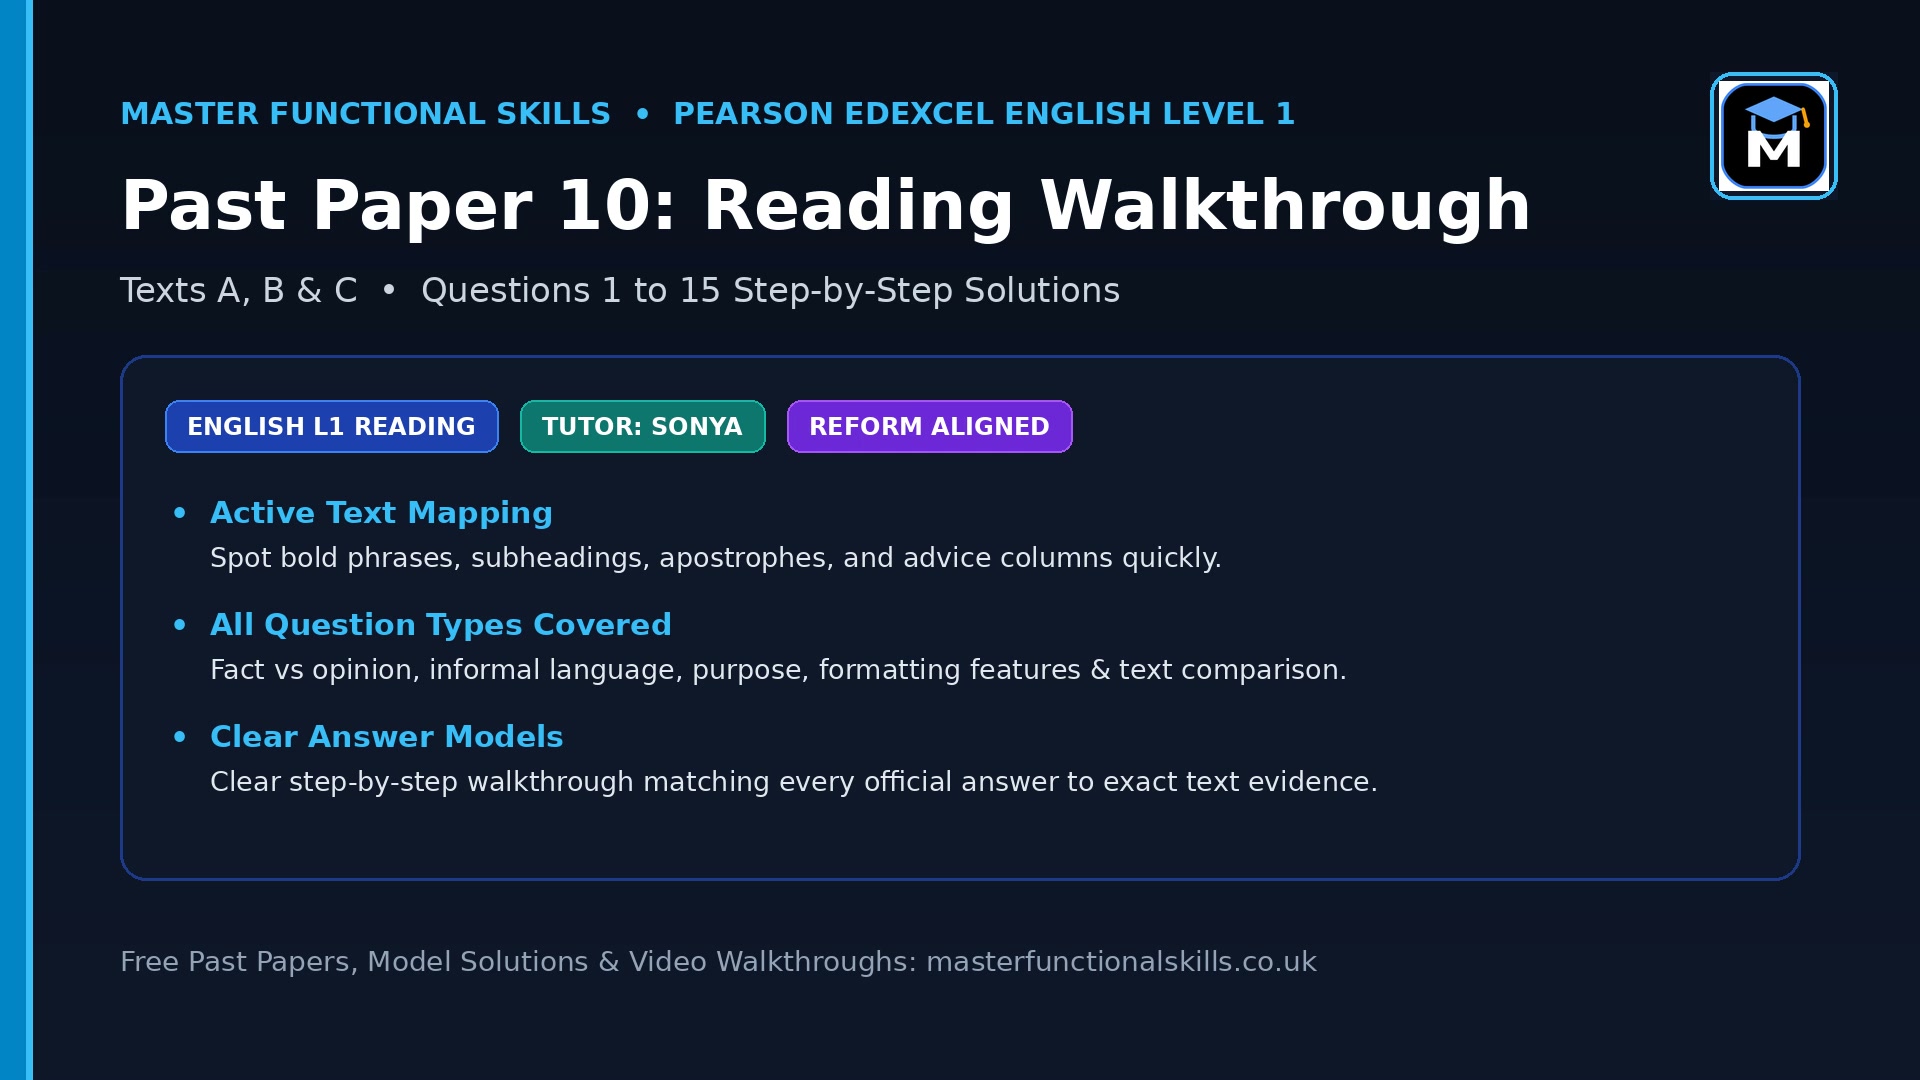 MASTER FUNCTIONAL SKILLS • PEARSON EDEXCEL ENGLISH LEVEL 1
M
Past Paper 10: Reading Walkthrough
Texts A, B & C • Questions 1 to 15 Step-by-Step Solutions
ENGLISH L1 READING TUTOR: SONYA REFORM ALIGNED
• Active Text Mapping
Spot bold phrases, subheadings, apostrophes, and advice columns quickly.
• All Question Types Covered
Fact vs opinion, informal language, purpose, formatting features & text comparison.
• Clear Answer Models
Clear step-by-step walkthrough matching every official answer to exact text evidence.
Free Past Papers, Model Solutions & Video Walkthroughs: masterfunctionalskills.co.uk